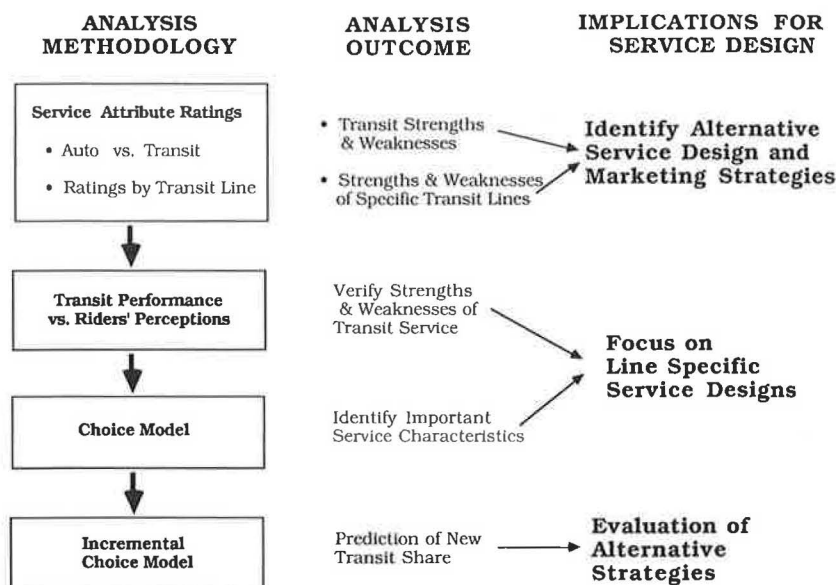 ANALYSIS
METHODOLOGY
ANALYSIS
OUTCOME
IMPLICATIONS FOR
SERVICE DESIGN
Service Attribute Ratings
• Auto vs. Transit
• Ratings by Transit Line
• Transit Strengths
& Weaknesses
• Strengths & Weaknesses
of Specific Transit Lines
Identify Alternative
Service Design and
Marketing Strategies
Transit Performance
vs. Riders' Perceptions
Verify Strengths
& Weaknesses of
Transit Service
Focus on
Line Specific
Service Designs
Choice Model
Identify Important
Service Characteristics
Incremental
Choice Model
Prediction of New
Transit Share
Evaluation of
Alternative
Strategies